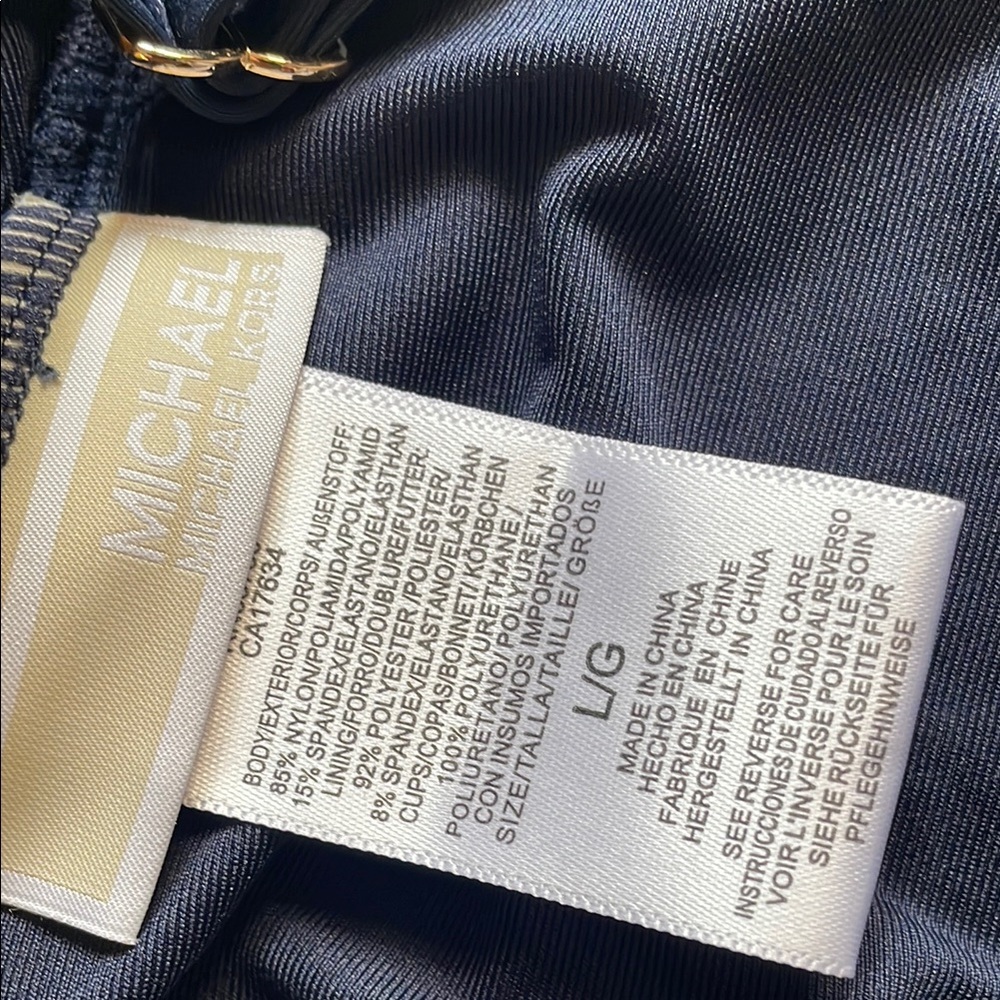 MICHAEL
MICHAEL KORS
CA17634
BODY/EXTERIOR/CORPS/AUßENSTOFF:
85% NYLON/POLIAMIDA/POLYAMID
15% SPANDEX/ELASTANO/ELASTHAN
LINING/FORRO/DOUBLURE/FUTTER:
92% POLYESTER /POLIESTER/
8% SPANDEX/ELASTANO/ELASTHAN
CUPS/COPAS/BONNET/ KÖRBCHEN
100% POLYURETHANE /
POLIURETANO/ POLYURETHAN
CON INSUMOS IMPORTADOS
SIZE/TALLA/TAILLE/ GRÖßE
L/G
MADE IN CHINA
HECHO EN CHINA
FABRIQUE EN CHINE
HERGESTELLT IN CHINA
SEE REVERSE FOR CARE
INSTRUCCIONES DE CUIDADO AL REVERSO
VOIR L'INVERSE POUR LE SOIN
SIEHE RÜCKSEITE FÜR
PFLEGEHINWEISE